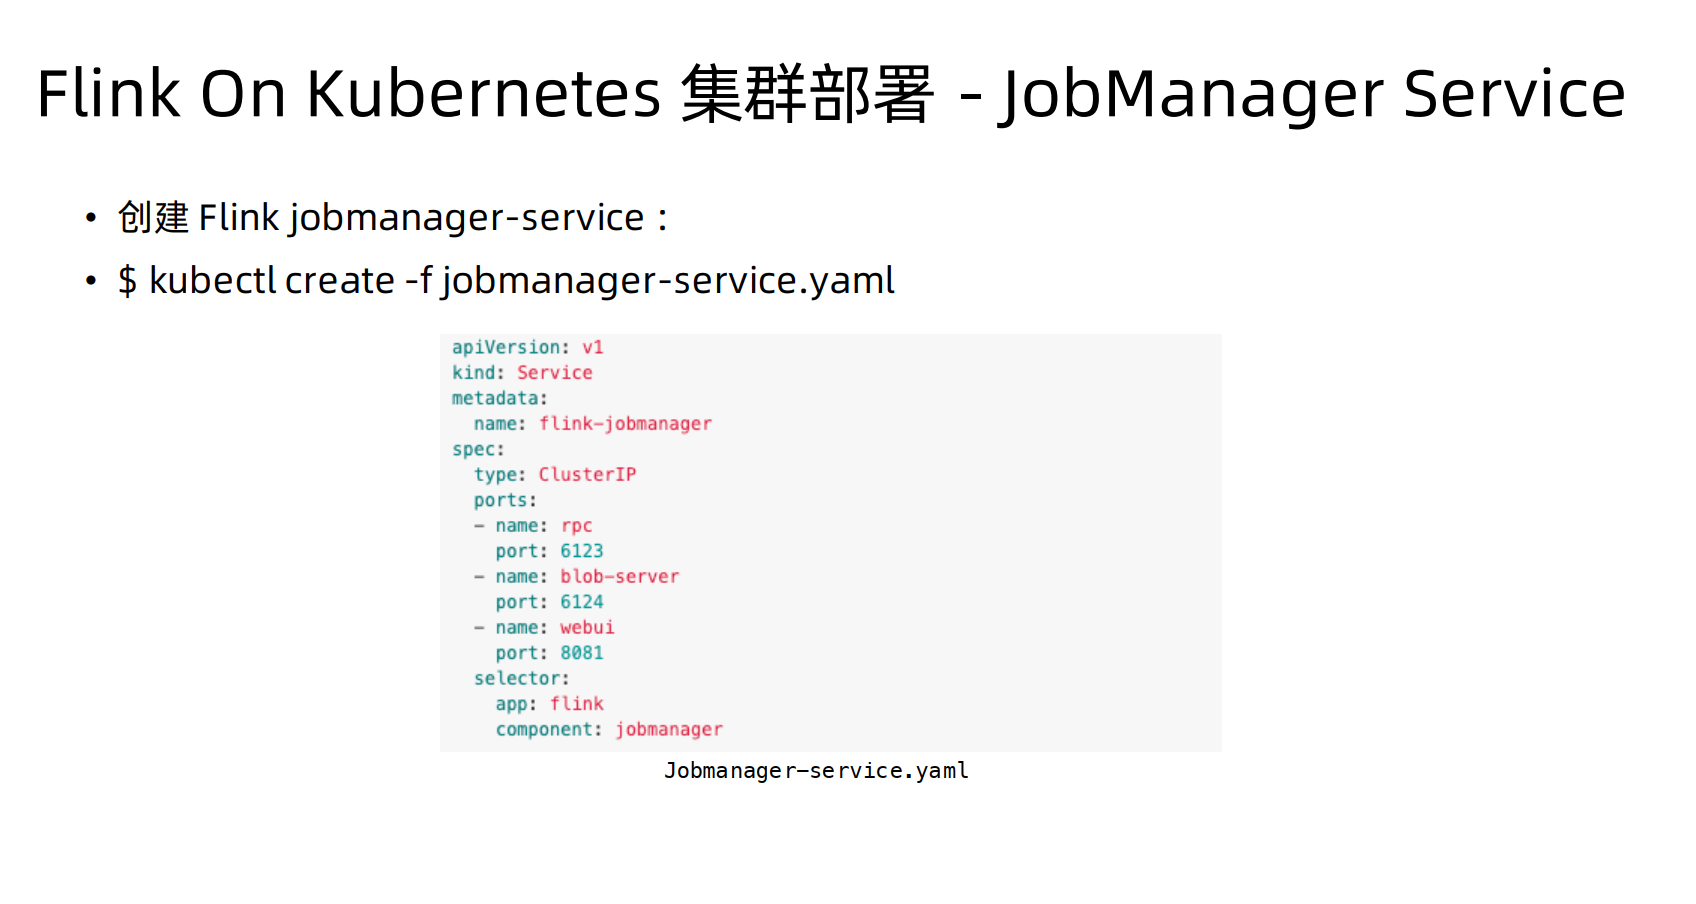 Flink On Kubernetes 集群部署 - JobManager Service
• 创建 Flink jobmanager-service：
• $ kubectl create -f jobmanager-service.yaml
apiVersion: v1
kind: Service
metadata:
  name: flink-jobmanager
spec:
  type: ClusterIP
  ports:
  - name: rpc
    port: 6123
  - name: blob-server
    port: 6124
  - name: webui
    port: 8081
  selector:
    app: flink
    component: jobmanager
Jobmanager-service.yaml